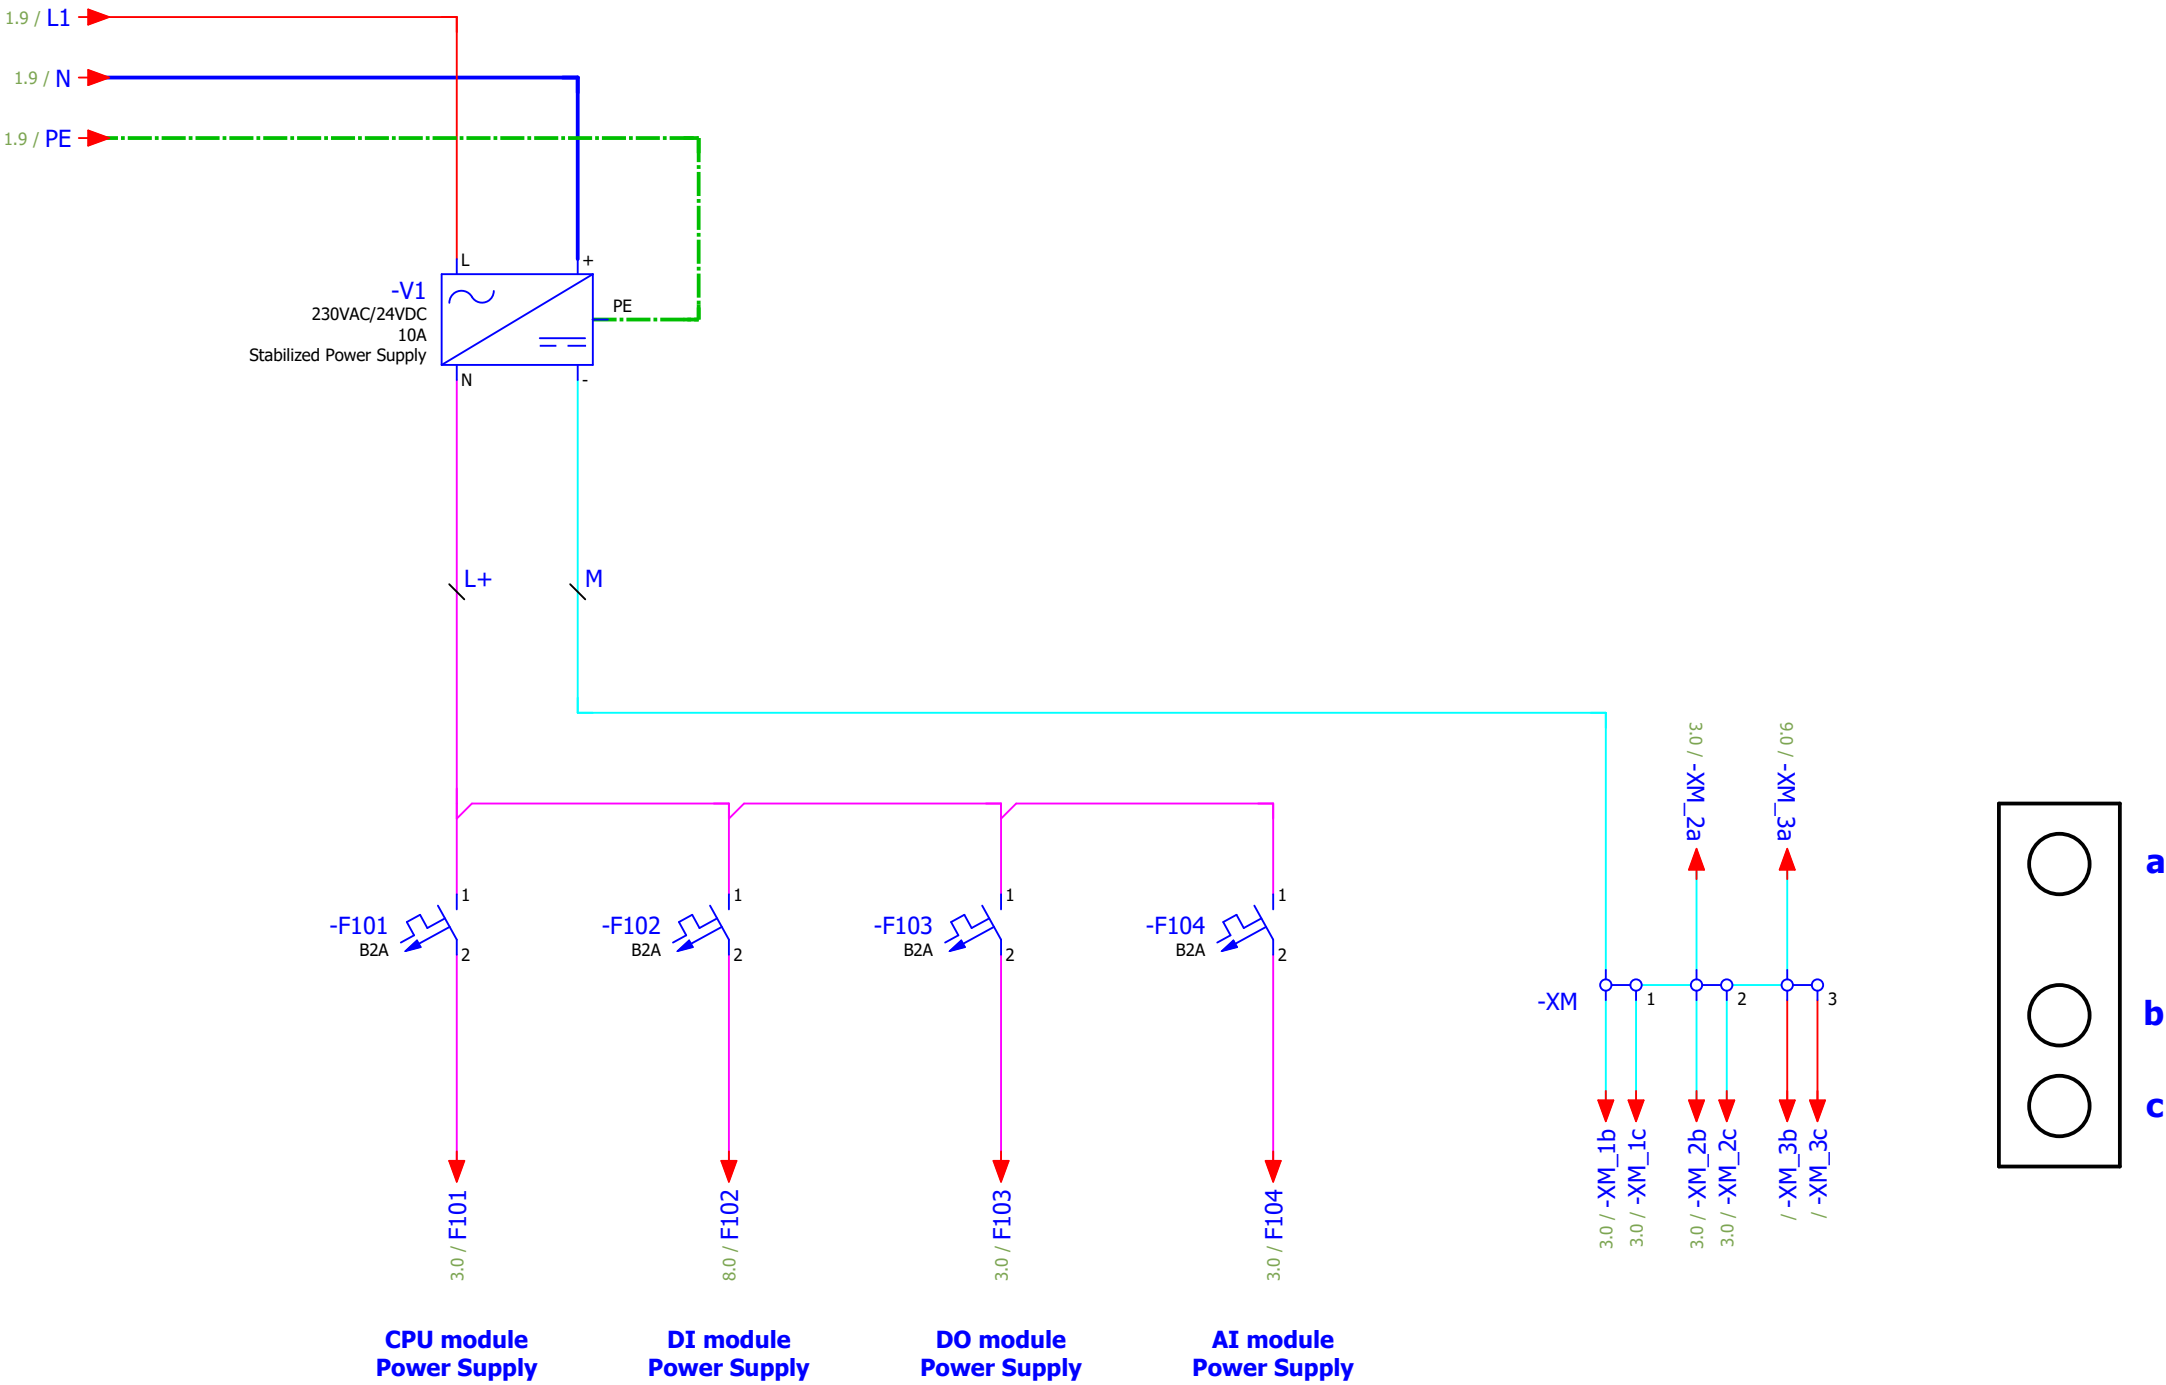 1.9 / L1
1.9 / N
1.9 / PE
L
+
-V1
230VAC/24VDC
10A
Stabilized Power Supply
PE
N
-
L+
M
3.0 / -XM_2a
9.0 / -XM_3a
a
b
c
-F101
B2A
1
2
-F102
B2A
1
2
-F103
B2A
1
2
-F104
B2A
1
2
-XM
1
2
3
3.0 / F101
8.0 / F102
3.0 / F103
3.0 / F104
3.0 / -XM_1b
3.0 / -XM_1c
3.0 / -XM_2b
3.0 / -XM_2c
/ -XM_3b
/ -XM_3c
CPU module
Power Supply
DI module
Power Supply
DO module
Power Supply
AI module
Power Supply